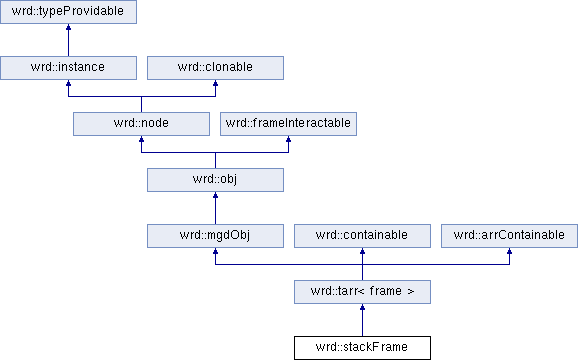 wrd::typeProvidable
wrd::instance
wrd::clonable
wrd::node
wrd::frameInteractable
wrd::obj
wrd::mgdObj
wrd::containable
wrd::arrContainable
wrd::tarr< frame >
wrd::stackFrame